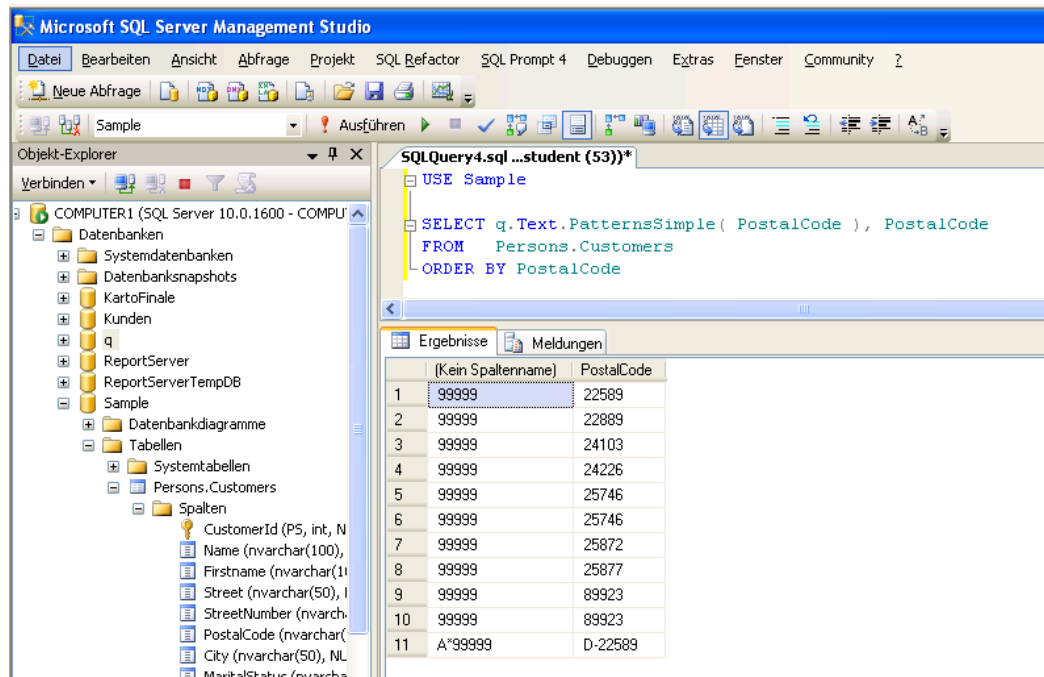 Microsoft SQL Server Management Studio
Datei Bearbeiten Ansicht Abfrage Projekt SQL Refactor SQL Prompt 4 Debuggen Extras Fenster Community ?
Neue Abfrage
Sample Ausführen
Objekt-Explorer
Verbinden
COMPUTER1 (SQL Server 10.0.1600 - COMPU
Datenbanken
Systemdatenbanken
Datenbanksnapshots
KartoFinale
Kunden
q
ReportServer
ReportServerTempDB
Sample
Datenbankdiagramme
Tabellen
Systemtabellen
Persons.Customers
Spalten
CustomerId (PS, int, N
Name (nvarchar(100),
Firstname (nvarchar(1
Street (nvarchar(50),
StreetNumber (nvarch
PostalCode (nvarchar(
City (nvarchar(50), NU
MaritalStatus (nvarcha
SQLQuery4.sql ...student (53))*
USE Sample
SELECT q.Text.PatternsSimple( PostalCode ), PostalCode
FROM Persons.Customers
ORDER BY PostalCode
Ergebnisse Meldungen
(Kein Spaltenname) PostalCode
1 99999 22589
2 99999 22889
3 99999 24103
4 99999 24226
5 99999 25746
6 99999 25746
7 99999 25872
8 99999 25877
9 99999 89923
10 99999 89923
11 A*99999 D-22589